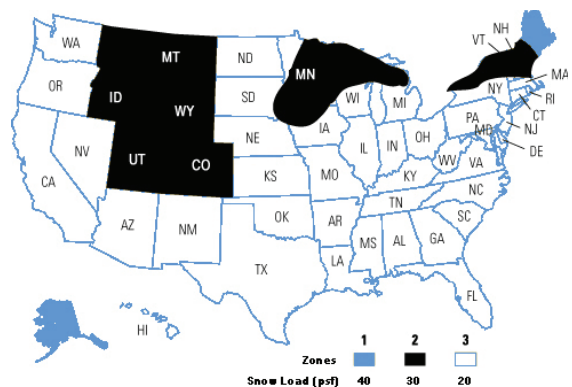 WA
MT
ND
VT
NH
MA
OR
ID
MN
WY
SD
WI
MI
NY
RI
CT
NV
UT
CO
NE
IA
IL
IN
OH
PA
NJ
MD
DE
CA
KS
MO
KY
WV
VA
AZ
NM
OK
AR
TN
NC
SC
TX
LA
MS
AL
GA
FL
HI
Zones 1 2 3
Snow Load (psf) 40 30 20